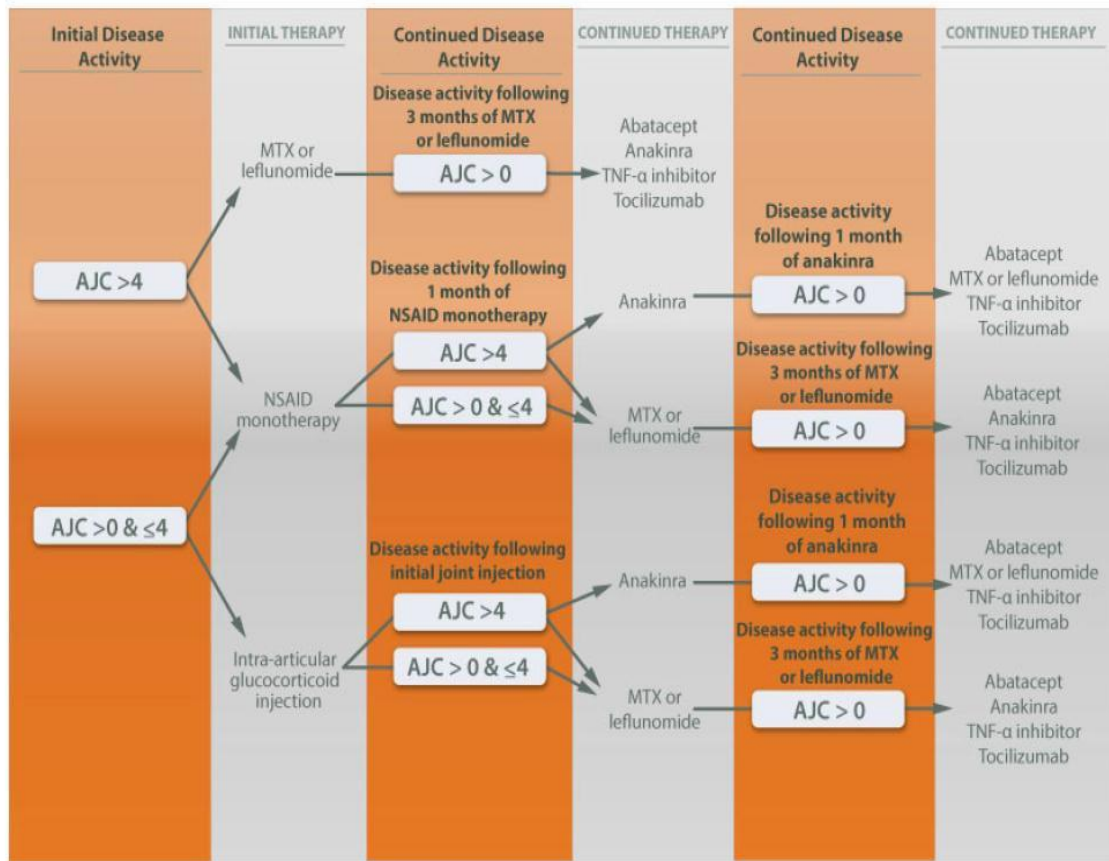 Initial Disease
Activity
INITIAL THERAPY
Continued Disease
Activity
CONTINUED THERAPY
Continued Disease
Activity
CONTINUED THERAPY
AJC >4
AJC >0 & ≤4
MTX or
leflunomide
NSAID
monotherapy
Intra-articular
glucocorticoid
injection
Disease activity following
3 months of MTX
or leflunomide
AJC > 0
Disease activity following
1 month of
NSAID monotherapy
AJC >4
AJC > 0 & ≤4
Disease activity following
initial joint injection
AJC >4
AJC > 0 & ≤4
Abatacept
Anakinra
TNF-α inhibitor
Tocilizumab
Anakinra
MTX or
leflunomide
Anakinra
MTX or
leflunomide
Disease activity
following 1 month
of anakinra
AJC > 0
Disease activity following
3 months of MTX
or leflunomide
AJC > 0
Disease activity
following 1 month
of anakinra
AJC > 0
Disease activity following
3 months of MTX
or leflunomide
AJC > 0
Abatacept
MTX or leflunomide
TNF-α inhibitor
Tocilizumab
Abatacept
Anakinra
TNF-α inhibitor
Tocilizumab
Abatacept
MTX or leflunomide
TNF-α inhibitor
Tocilizumab
Abatacept
Anakinra
TNF-α inhibitor
Tocilizumab